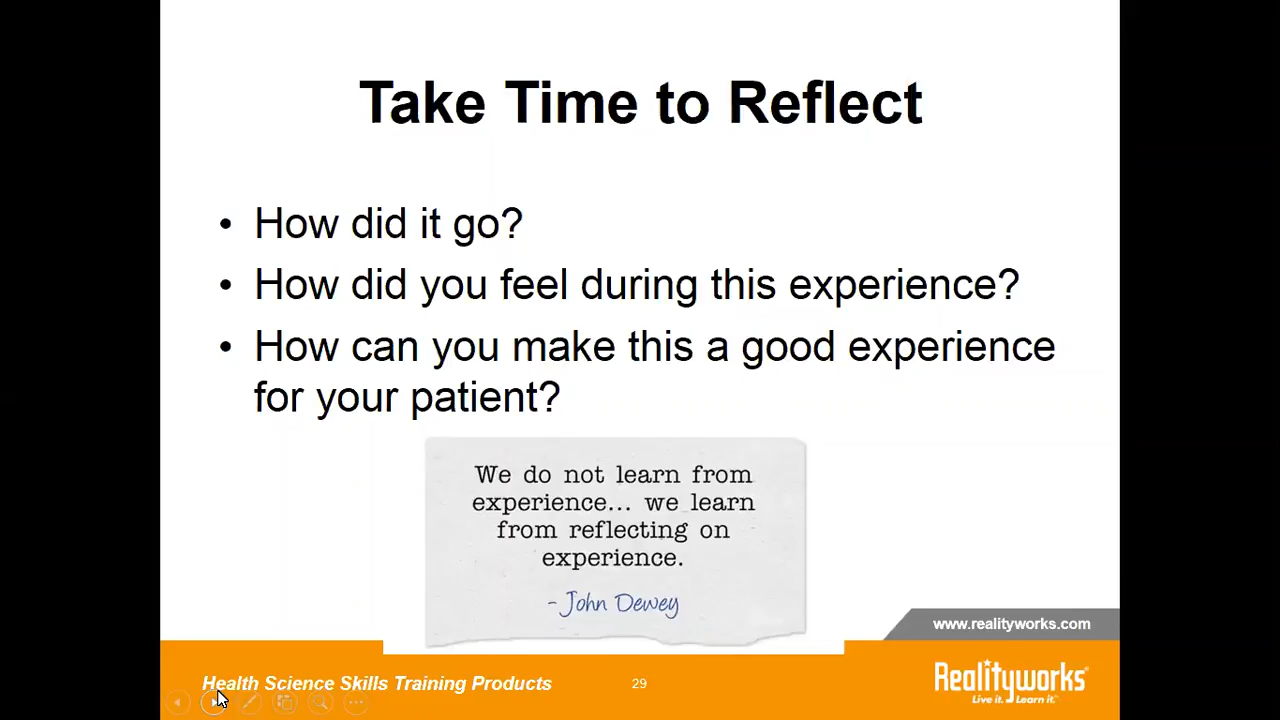 Take Time to Reflect
• How did it go?
• How did you feel during this experience?
• How can you make this a good experience
for your patient?
We do not learn from
experience... we learn
from reflecting on
experience.
- John Dewey
www.realityworks.com
Health Science Skills Training Products
29
Realityworks®
Live it. Learn it.™